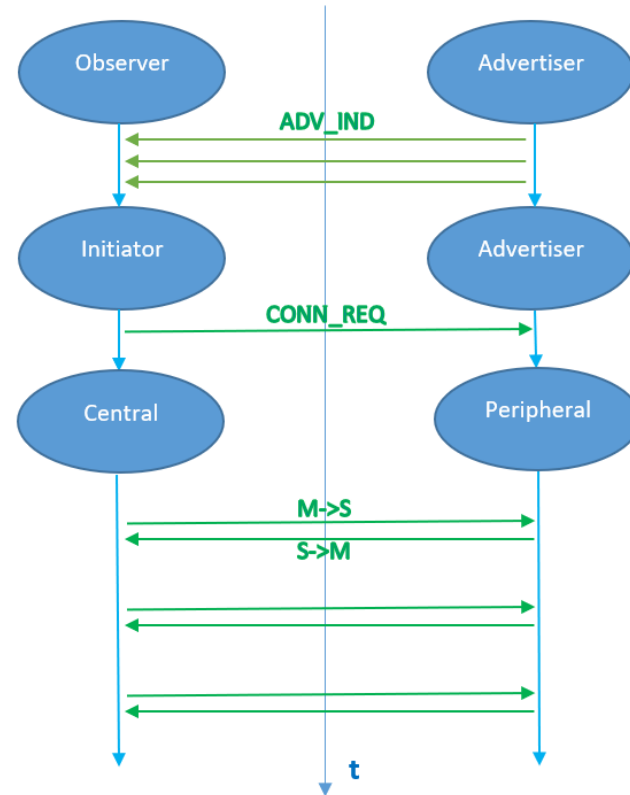 Observer
Advertiser
ADV_IND
Initiator
Advertiser
CONN_REQ
Central
Peripheral
M->S
S->M
t